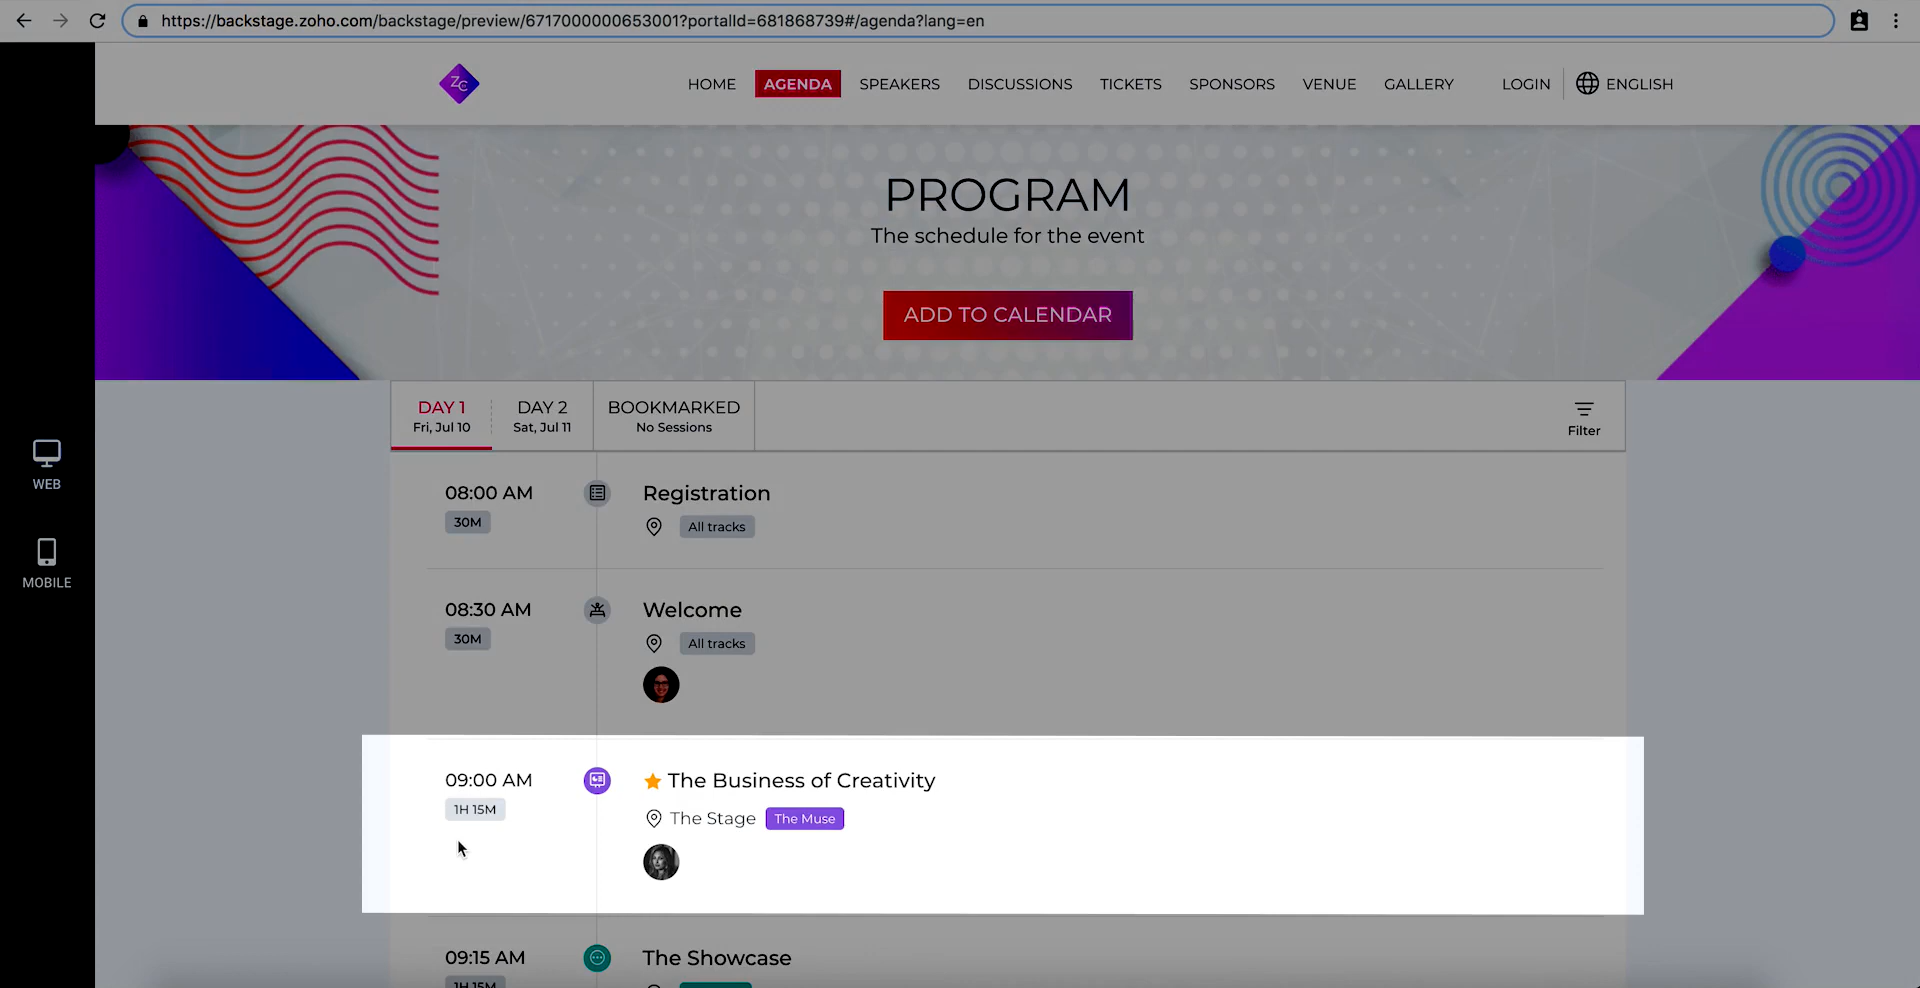 https://backstage.zoho.com/backstage/preview/6717000000653001?portalId=681868739#/agenda?lang=en
ZC
HOME AGENDA SPEAKERS DISCUSSIONS TICKETS SPONSORS VENUE GALLERY LOGIN ENGLISH
PROGRAM
The schedule for the event
ADD TO CALENDAR
DAY 1 DAY 2 BOOKMARKED
Fri, Jul 10 Sat, Jul 11 No Sessions
Filter
WEB
MOBILE
08:00 AM Registration
30M All tracks
08:30 AM Welcome
30M All tracks
09:00 AM The Business of Creativity
1H 15M The Stage The Muse
09:15 AM The Showcase
1H 15M